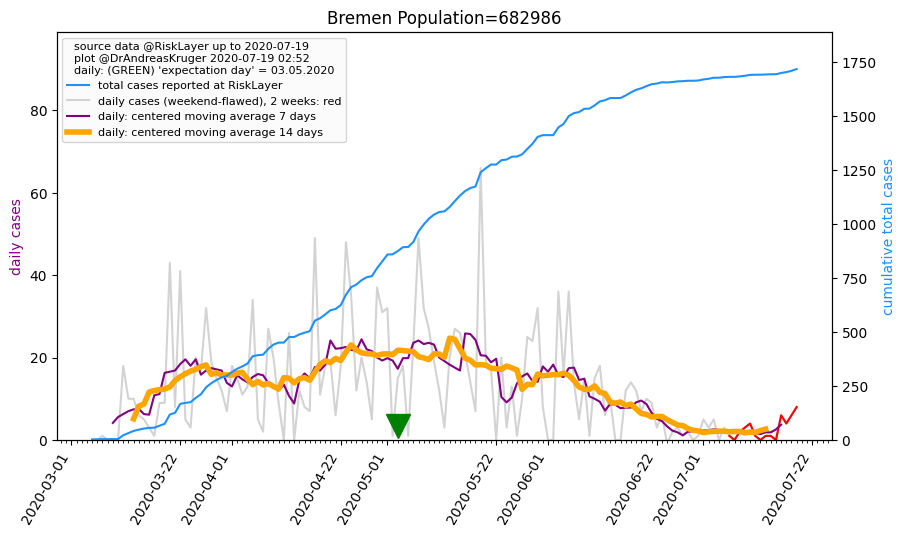 Bremen Population=682986
source data @RiskLayer up to 2020-07-19
plot @DrAndreasKruger 2020-07-19 02:52
daily: (GREEN) 'expectation day' = 03.05.2020
total cases reported at RiskLayer
daily cases (weekend-flawed), 2 weeks: red
daily: centered moving average 7 days
daily: centered moving average 14 days
daily cases
80
60
40
20
0
cumulative total cases
1750
1500
1250
1000
750
500
250
0
2020-03-01
2020-03-22
2020-04-01
2020-04-22
2020-05-01
2020-05-22
2020-06-01
2020-06-22
2020-07-01
2020-07-22